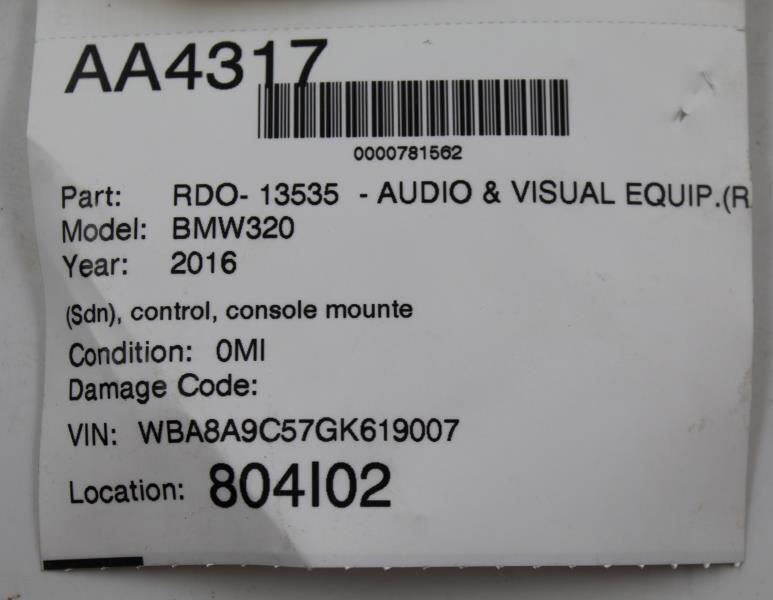 AA4317
0000781562
Part: RDO- 13535 - AUDIO & VISUAL EQUIP.(R
Model: BMW320
Year: 2016
(Sdn), control, console mounte
Condition: 0MI
Damage Code:
VIN: WBA8A9C57GK619007
Location: 804I02